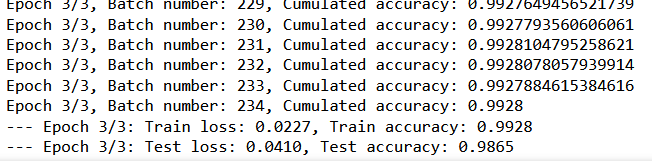 Epoch 3/3, Batch number: 229, Cumulated accuracy: 0.9927649456521739
Epoch 3/3, Batch number: 230, Cumulated accuracy: 0.9927793560606061
Epoch 3/3, Batch number: 231, Cumulated accuracy: 0.9928104795258621
Epoch 3/3, Batch number: 232, Cumulated accuracy: 0.9928078057939914
Epoch 3/3, Batch number: 233, Cumulated accuracy: 0.9927884615384616
Epoch 3/3, Batch number: 234, Cumulated accuracy: 0.9928
--- Epoch 3/3: Train loss: 0.0227, Train accuracy: 0.9928
--- Epoch 3/3: Test loss: 0.0410, Test accuracy: 0.9865